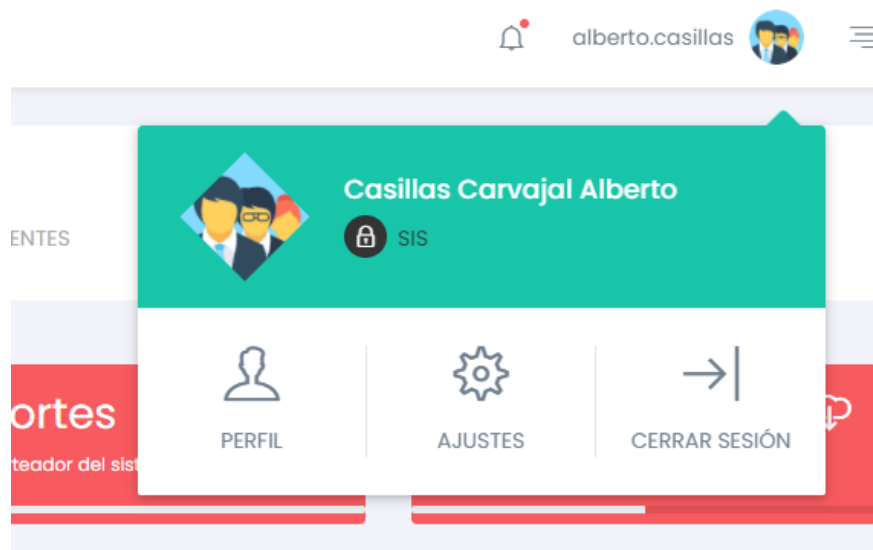 alberto.casillas
Casillas Carvajal Alberto
SIS
ENTES
ortes
teador del sist
PERFIL
AJUSTES
CERRAR SESIÓN